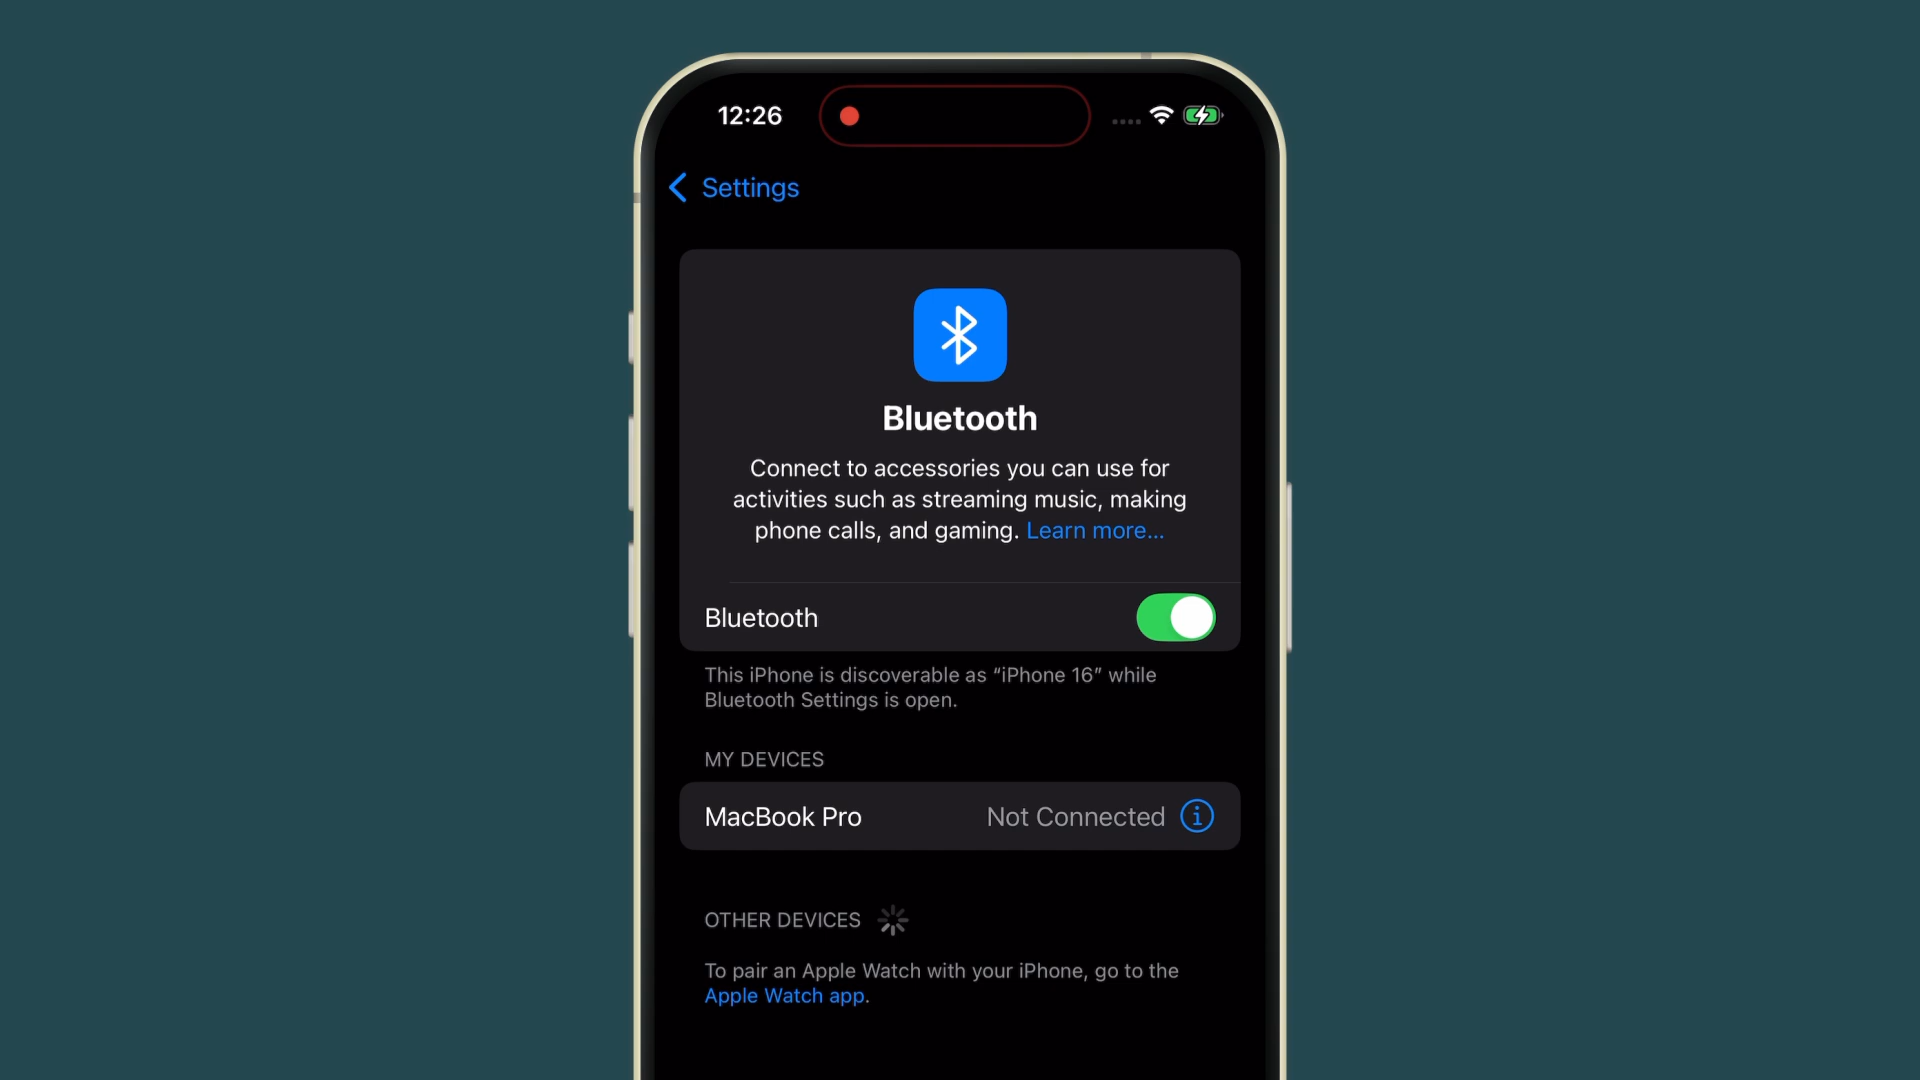 12:26
Settings
Bluetooth
Connect to accessories you can use for
activities such as streaming music, making
phone calls, and gaming. Learn more...
Bluetooth
This iPhone is discoverable as “iPhone 16” while
Bluetooth Settings is open.
MY DEVICES
MacBook Pro Not Connected
OTHER DEVICES
To pair an Apple Watch with your iPhone, go to the
Apple Watch app.